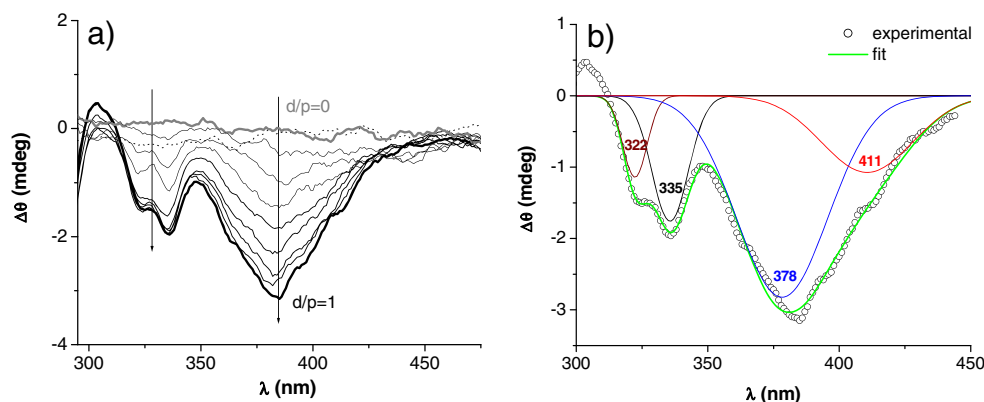 a)
2
0
-2
-4
Δθ (mdeg)
d/p=0
d/p=1
300 350 400 450
λ (nm)
b)
experimental
fit
0
-1
-2
-3
Δθ (mdeg)
322
335
378
411
300 350 400 450
λ (nm)